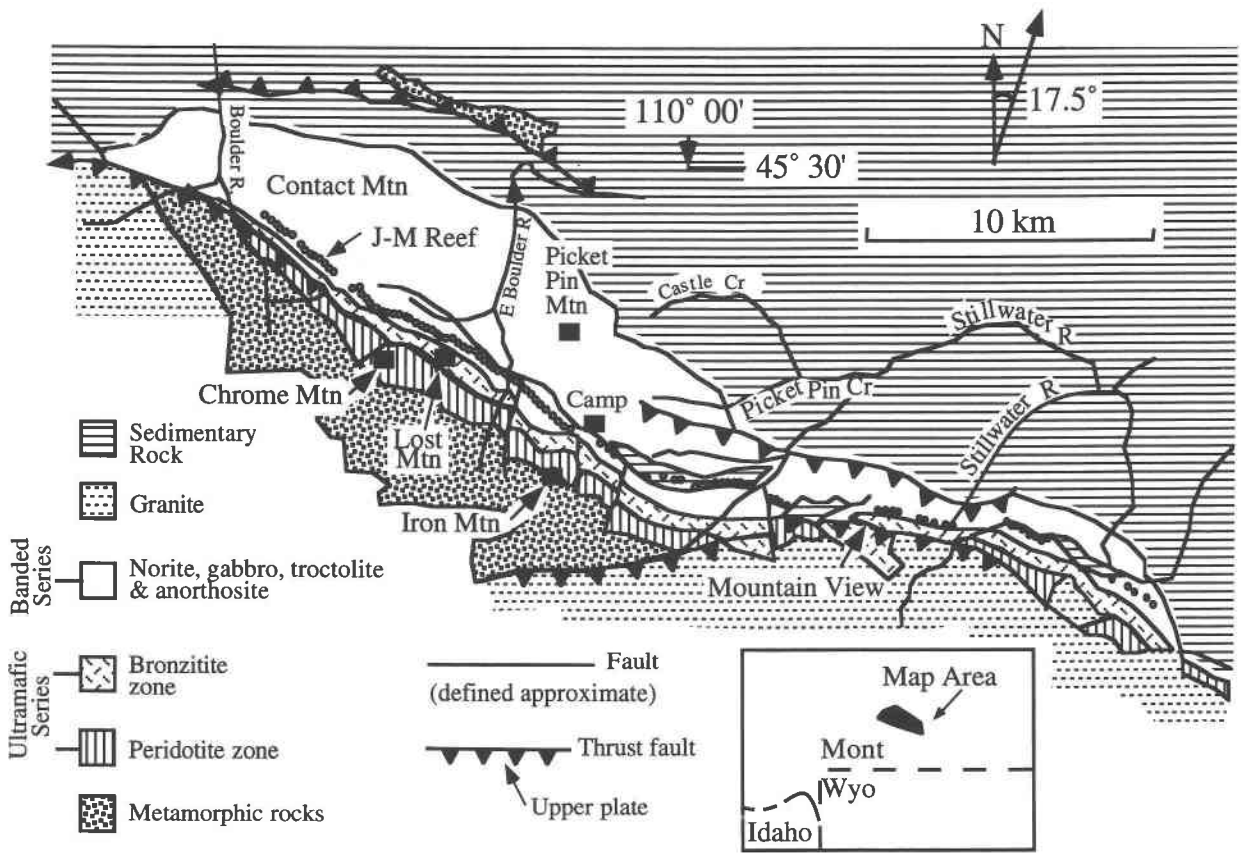 N
17.5°
110° 00'
45° 30'
10 km
Boulder R
Contact Mtn
J-M Reef
E Boulder R
Picket
Pin
Mtn
Castle Cr
Stillwater R
Picket Pin Cr
Stillwater R
Chrome Mtn
Lost
Mtn
Camp
Iron Mtn
Mountain View
Sedimentary
Rock
Granite
Banded
Series
Norite, gabbro, troctolite
& anorthosite
Ultramafic
Series
Bronzitite
zone
Peridotite zone
Metamorphic rocks
Fault
(defined approximate)
Thrust fault
Upper plate
Map Area
Mont
Wyo
Idaho